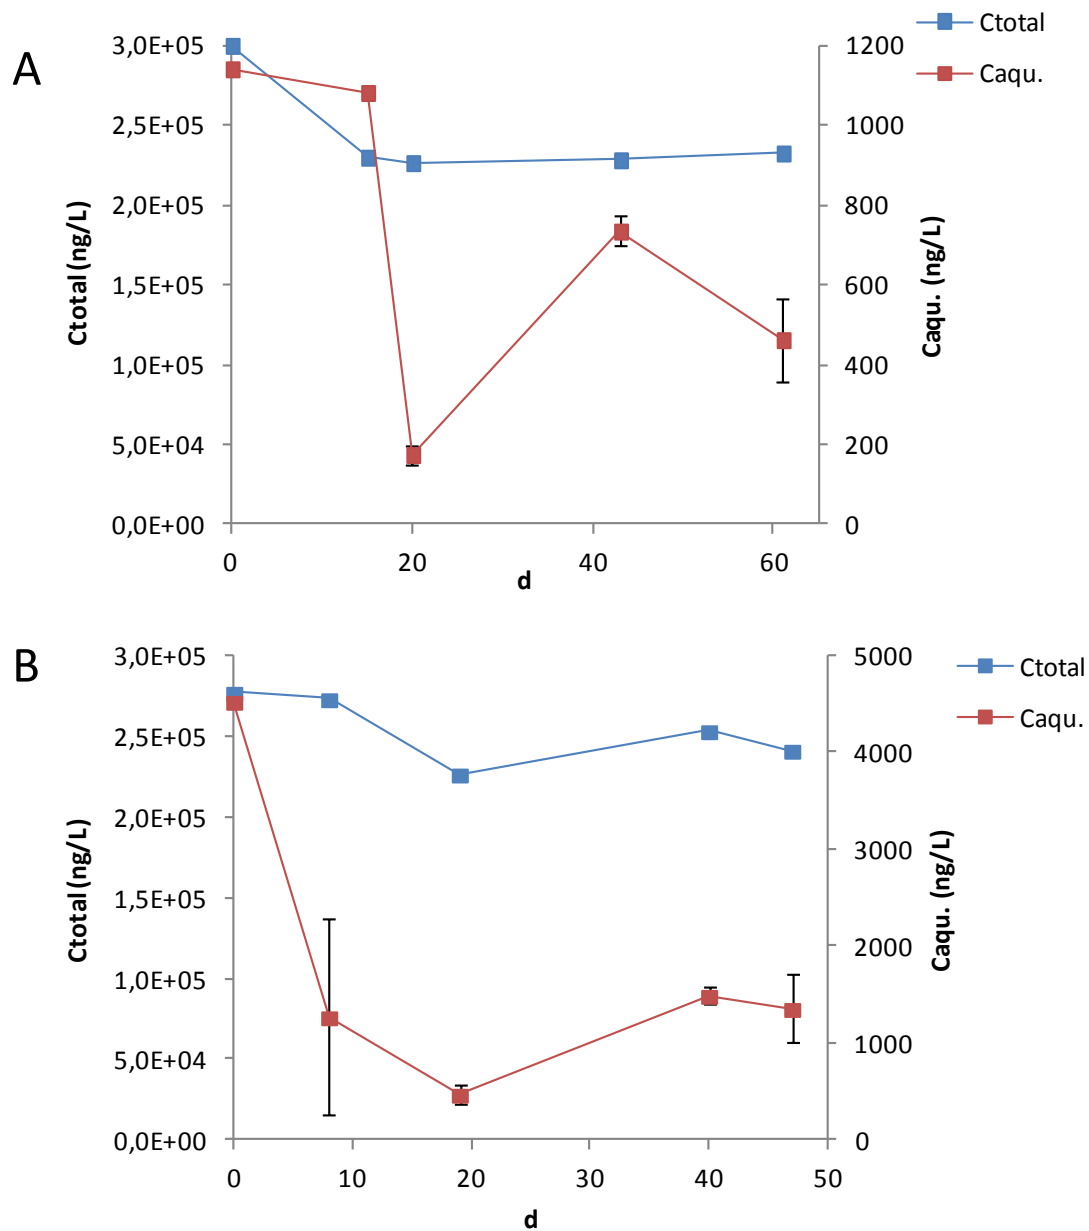 A
Ctotal
Caqu.
3,0E+05
2,5E+05
2,0E+05
1,5E+05
1,0E+05
5,0E+04
0,0E+00
Ctotal (ng/L)
1200
1000
800
600
400
200
0
Caqu. (ng/L)
0 20 40 60
d
B
Ctotal
Caqu.
3,0E+05
2,5E+05
2,0E+05
1,5E+05
1,0E+05
5,0E+04
0,0E+00
Ctotal (ng/L)
5000
4000
3000
2000
1000
0
Caqu. (ng/L)
0 10 20 30 40 50
d